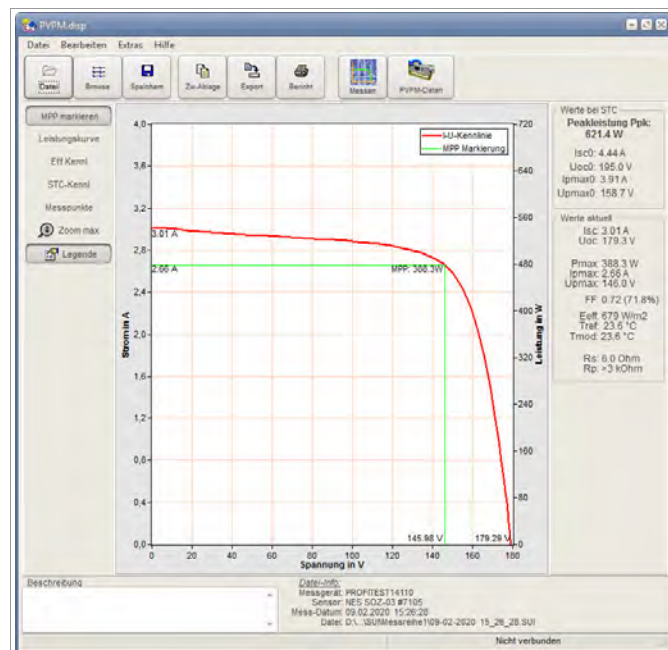 PVPM.disp
Datei Bearbeiten Extras Hilfe
Datei Browse Speichern Zw-Ablage Export Bericht Messen PVPM-Daten
MPP markieren
Leistungskurve
Eff.Kennl
STC-Kennl
Messpunkte
Zoom max
Legende
I-U-Kennlinie
MPP Markierung
4,0
3,6
3,2
2,8
2,4
2,0
1,6
1,2
0,8
0,4
0,0
Strom in A
3.01 A
2.66 A
MPP: 388.3W
145.98 V
179.29 V
0 20 40 60 80 100 120 140 160 180
Spannung in V
720
640
560
480
400
320
240
160
80
0
Leistung in W
Werte bei STC
Peakleistung Ppk:
621.4 W
Isc0: 4.44 A
Uoc0: 195.0 V
Ipmax0: 3.91 A
Upmax0: 158.7 V
Werte aktuell
Isc: 3.01 A
Uoc: 179.3 V
Pmax: 388.3 W
Ipmax: 2.66 A
Upmax: 146.0 V
FF: 0.72 (71.8%)
Eeff: 679 W/m2
Tref: 23.6 °C
Tmod: 23.6 °C
Rs: 6.0 Ohm
Rp: >3 kOhm
Beschreibung
Datei-Info:
Messgerät: PROFITEST14110
Sensor: NES SOZ-03 #7105
Mess-Datum: 09.02.2020 15:26:28
Datei: D:\...\SUNMessreihe1\09-02-2020 15_26_28.SUI
Nicht verbunden